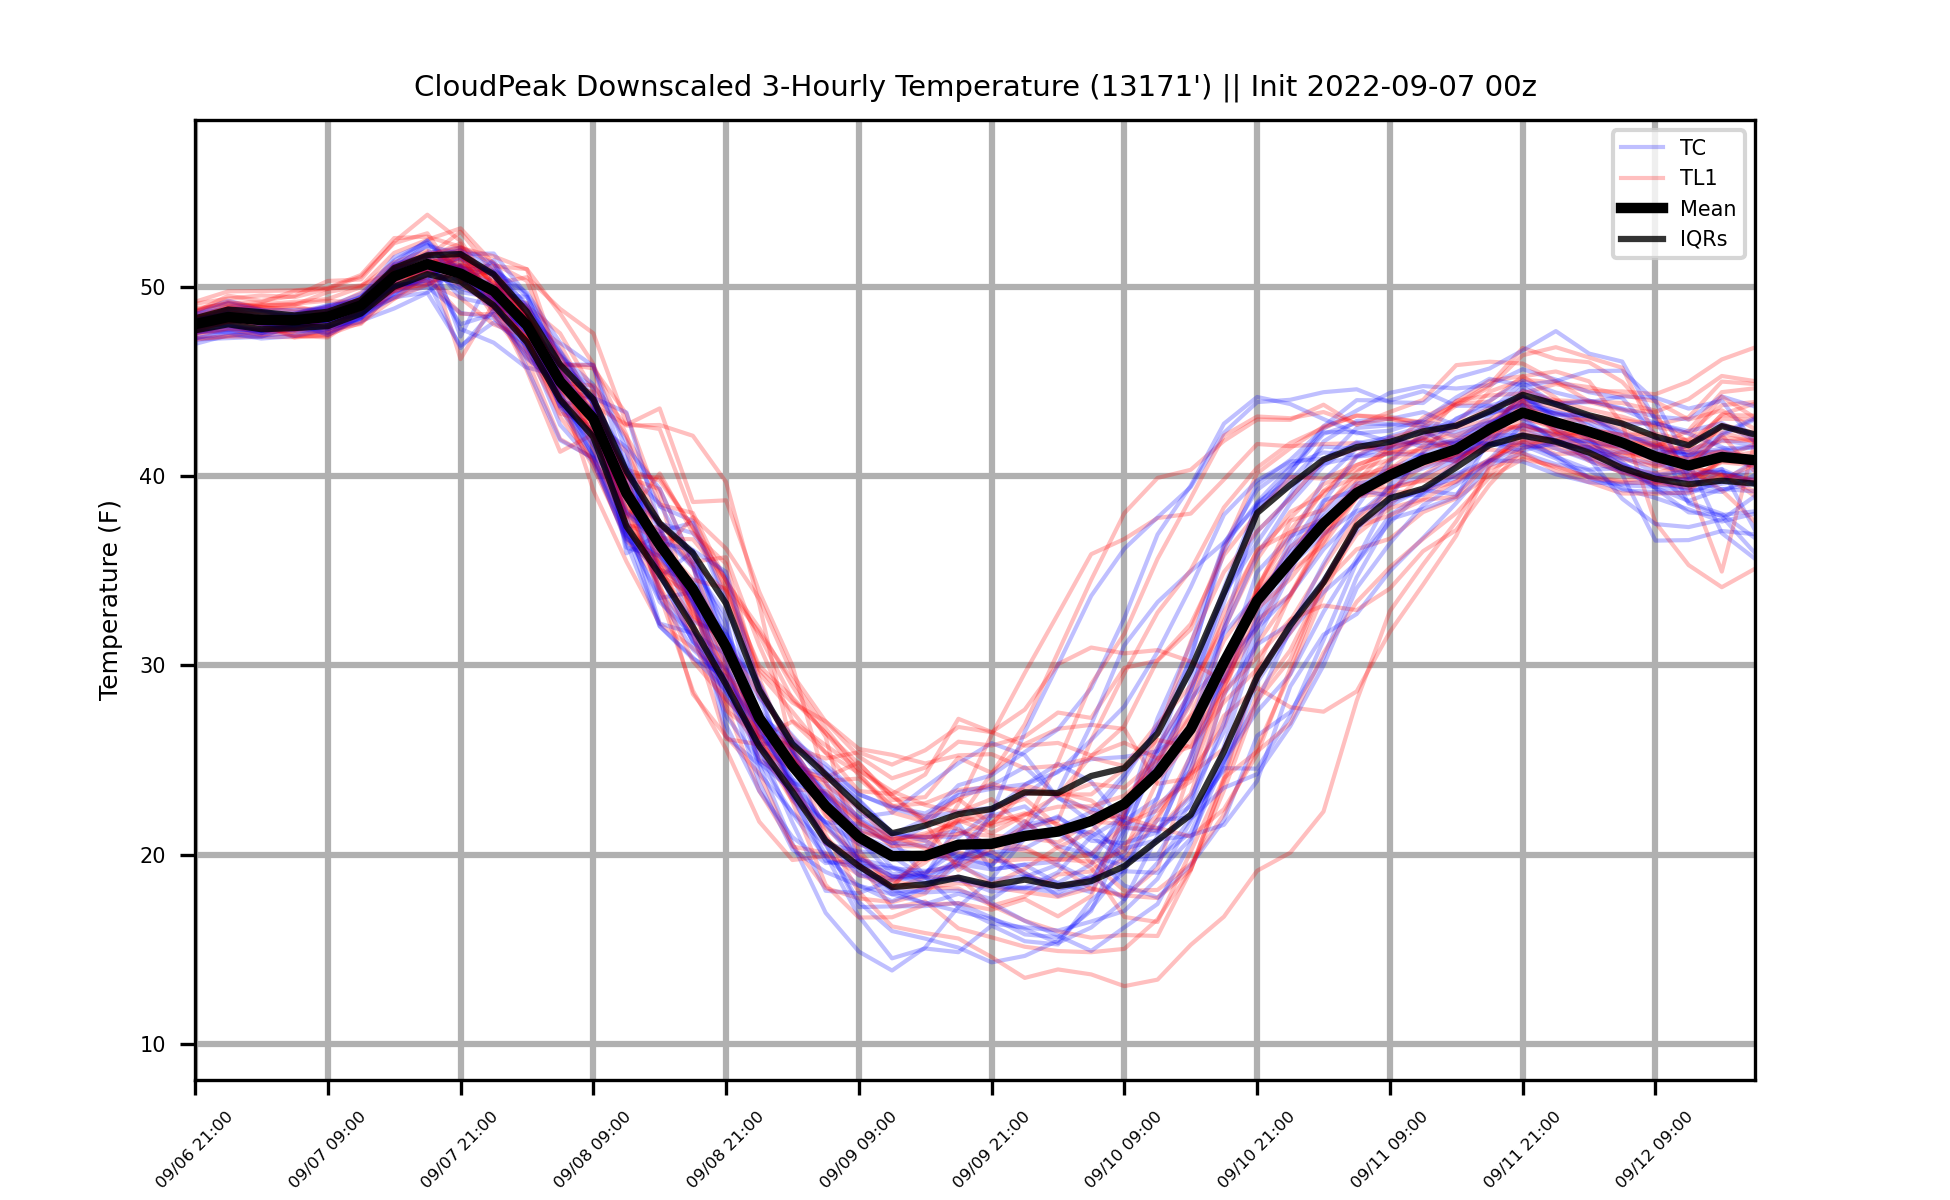 CloudPeak Downscaled 3-Hourly Temperature (13171') || Init 2022-09-07 00z
TC
TL1
Mean
IQRs
Temperature (F)
50
40
30
20
10
09/06 21:00
09/07 09:00
09/07 21:00
09/08 09:00
09/08 21:00
09/09 09:00
09/09 21:00
09/10 09:00
09/10 21:00
09/11 09:00
09/11 21:00
09/12 09:00